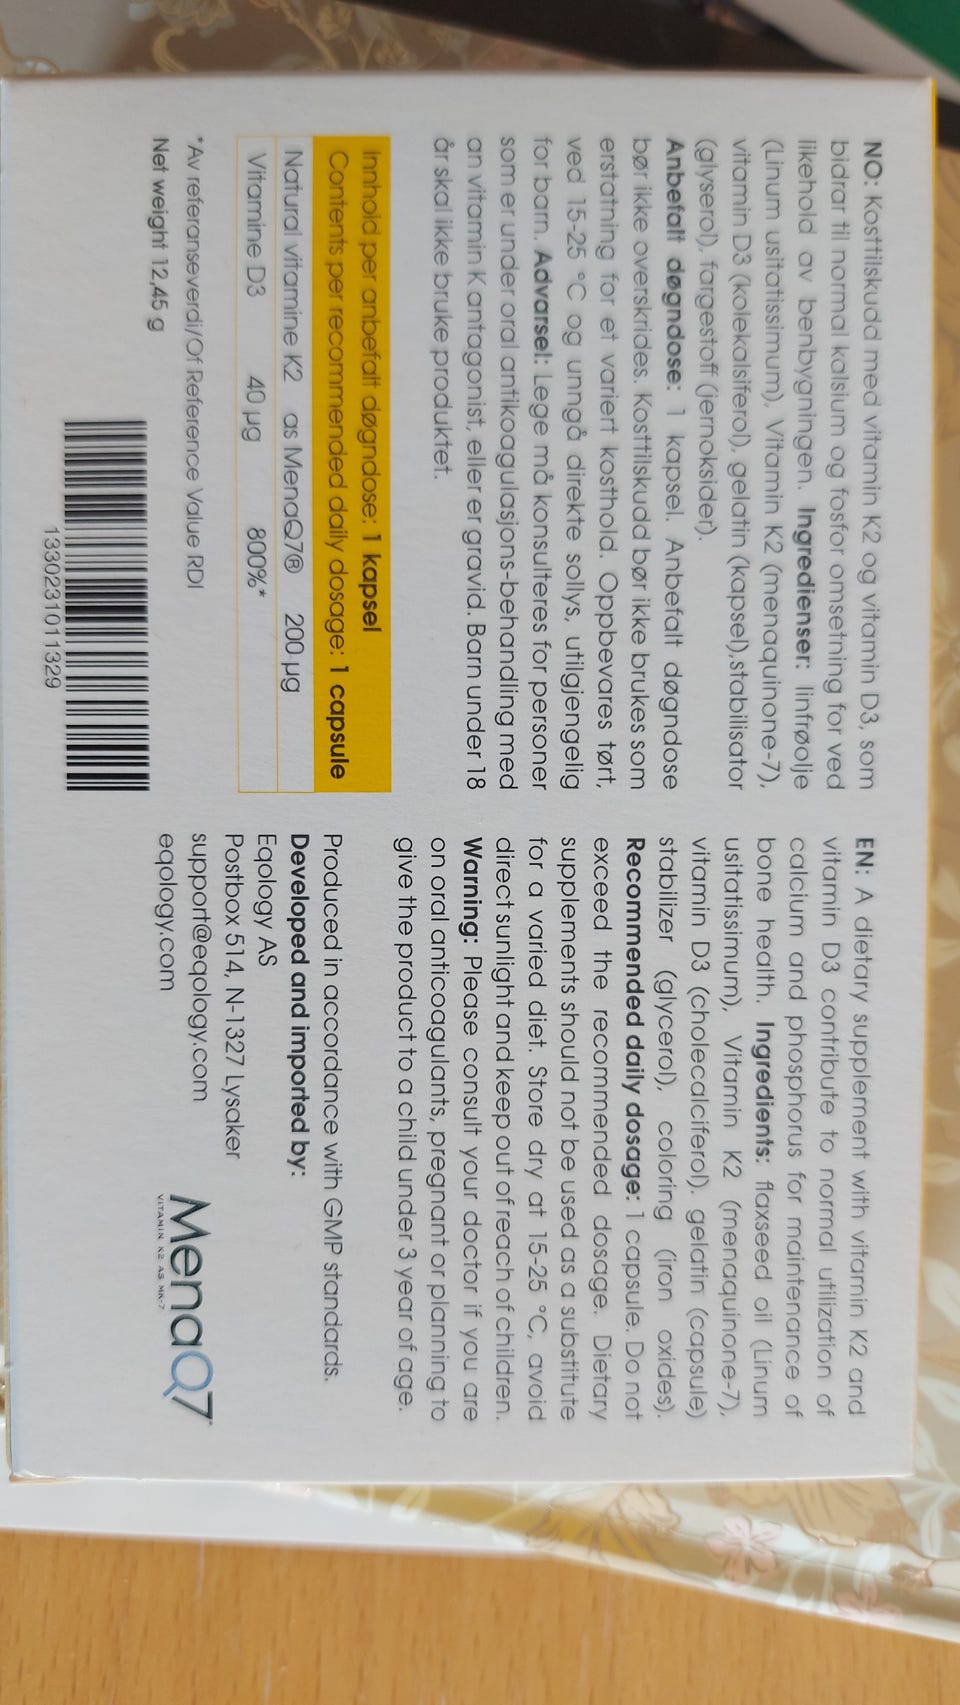 NO: Kosttilskudd med vitamin K2 og vitamin D3, som
bidrar til normal kalsium og fosfor omsetning for ved
likehold av benbygningen. Ingredienser: linfrøolje
(Linum usitatissimum), Vitamin K2 (menaquinone-7),
vitamin D3 (kolekalsiferol), gelatin (kapsel),stabilisator
(glyserol), fargestoff (jernoksider).
Anbefalt døgndose: 1 kapsel. Anbefalt døgndose
bør ikke overskrides. Kosttilskudd bør ikke brukes som
erstatning for et variert kosthold. Oppbevares tørt,
ved 15-25 °C og unngå direkte sollys, utilgjengelig
for barn. Advarsel: Lege må konsulteres for personer
som er under oral antikoagulasjons-behandling med
an vitamin K antagonist, eller er gravid. Barn under 18
år skal ikke bruke produktet.
Innhold per anbefalt døgndose: 1 kapsel
Contents per recommended daily dosage: 1 capsule
Natural vitamine K2 as MenaQ7® 200 µg
Vitamine D3 40 µg 800%*
*Av referanseverdi/Of Reference Value RDI
Net weight 12,45 g
1330231011329
EN: A dietary supplement with vitamin K2 and
vitamin D3 contribute to normal utilization of
calcium and phosphorus for maintenance of
bone health. Ingredients: flaxseed oil (Linum
usitatissimum), Vitamin K2 (menaquinone-7),
vitamin D3 (cholecalciferol). gelatin (capsule)
stabilizer (glycerol), coloring (iron oxides).
Recommended daily dosage: 1 capsule. Do not
exceed the recommended dosage. Dietary
supplements should not be used as a substitute
for a varied diet. Store dry at 15-25 °C, avoid
direct sunlight and keep out of reach of children.
Warning: Please consult your doctor if you are
on oral anticoagulants, pregnant or planning to
give the product to a child under 3 year of age.
Produced in accordance with GMP standards.
Developed and imported by:
Eqology AS
Postbox 514, N-1327 Lysaker
support@eqology.com
eqology.com
MenaQ7
VITAMIN K2 AS MK-7